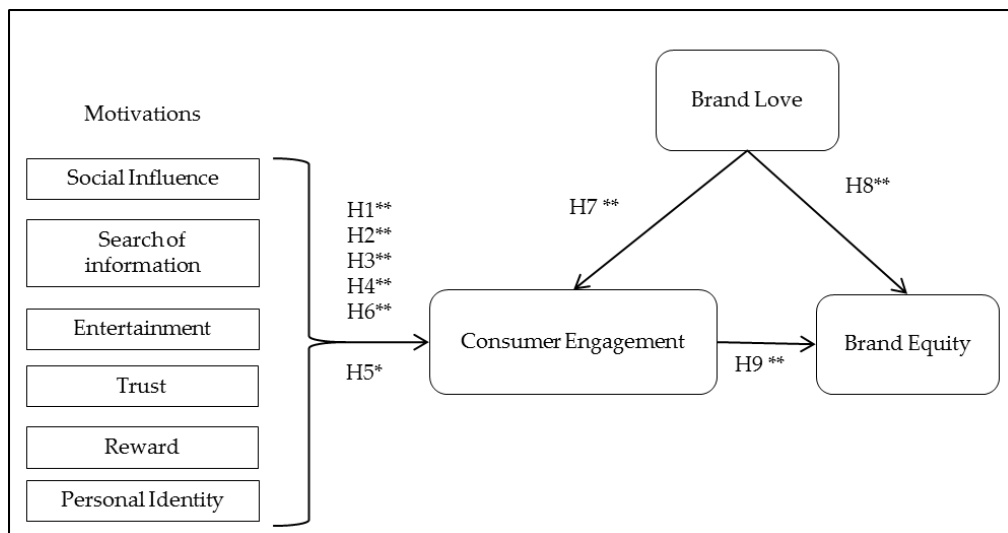 Motivations
Social Influence
Search of
information
Entertainment
Trust
Reward
Personal Identity
H1**
H2**
H3**
H4**
H6**
H5*
Brand Love
H7 **
H8**
Consumer Engagement
H9 **
Brand Equity